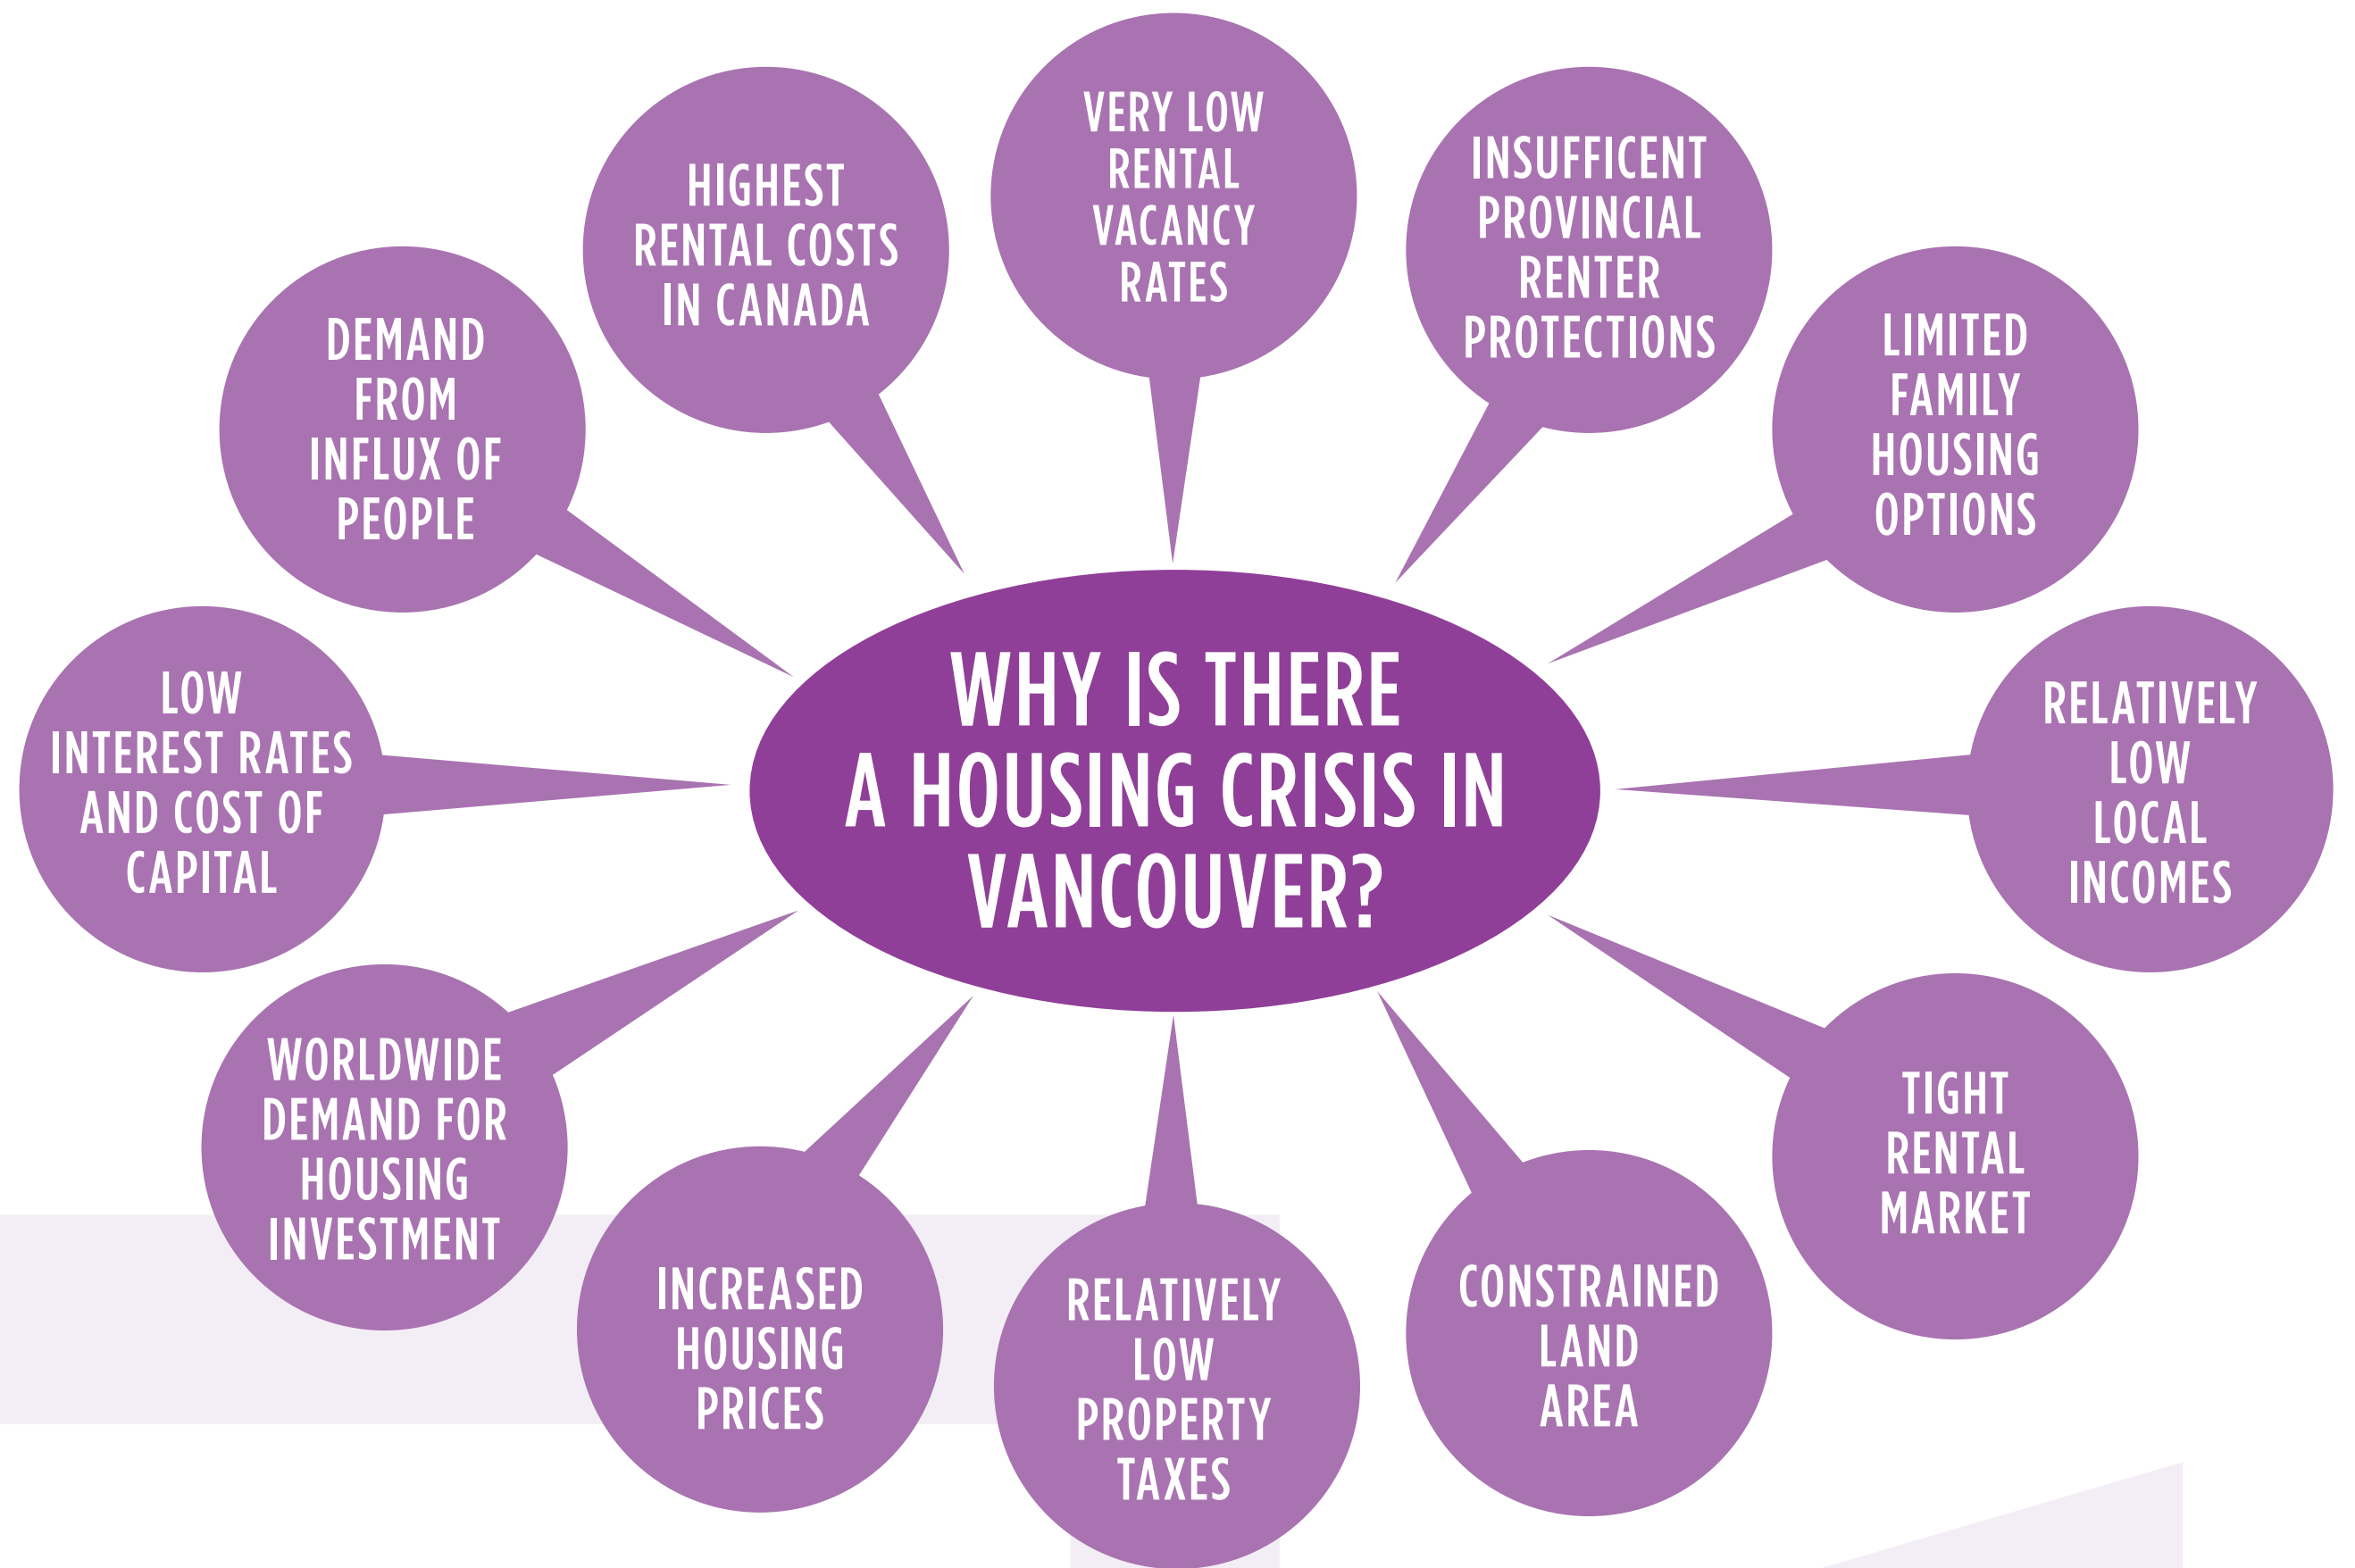 VERY LOW
RENTAL
VACANCY
RATES
HIGHEST
RENTAL COSTS
IN CANADA
INSUFFICIENT
PROVINCIAL
RENTER
PROTECTIONS
DEMAND
FROM
INFLUX OF
PEOPLE
LIMITED
FAMILY
HOUSING
OPTIONS
LOW
INTEREST RATES
AND COST OF
CAPITAL
WHY IS THERE
A HOUSING CRISIS IN
VANCOUVER?
RELATIVELY
LOW
LOCAL
INCOMES
WORLDWIDE
DEMAND FOR
HOUSING
INVESTMENT
TIGHT
RENTAL
MARKET
INCREASED
HOUSING
PRICES
RELATIVELY
LOW
PROPERTY
TAXES
CONSTRAINED
LAND
AREA